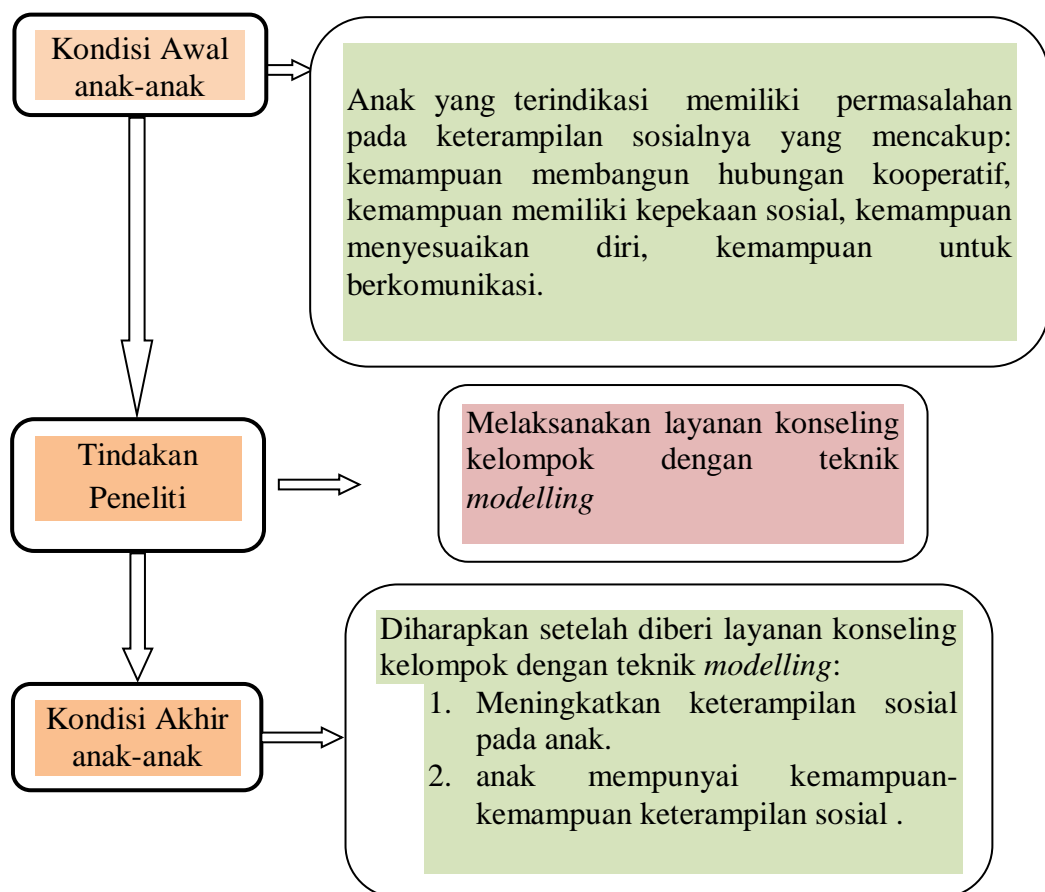 Kondisi Awal
anak-anak
Anak yang terindikasi memiliki permasalahan
pada keterampilan sosialnya yang mencakup:
kemampuan membangun hubungan kooperatif,
kemampuan memiliki kepekaan sosial, kemampuan
menyesuaikan diri, kemampuan untuk
berkomunikasi.
Tindakan
Peneliti
Melaksanakan layanan konseling
kelompok dengan teknik
modelling
Kondisi Akhir
anak-anak
Diharapkan setelah diberi layanan konseling
kelompok dengan teknik modelling:
1. Meningkatkan keterampilan sosial
pada anak.
2. anak mempunyai kemampuan-
kemampuan keterampilan sosial .